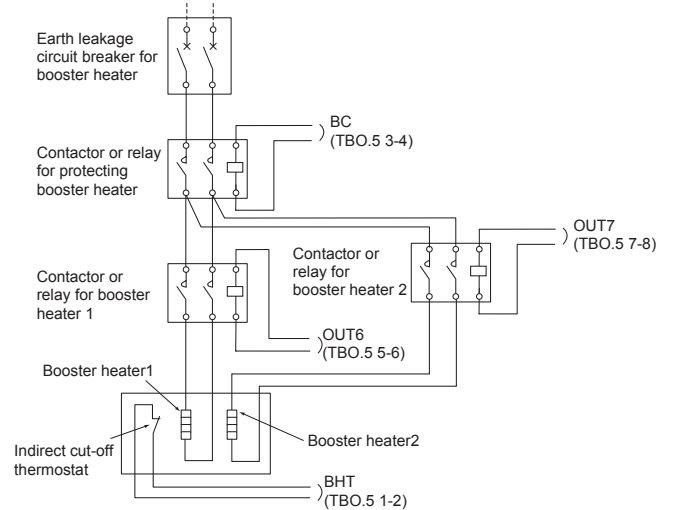 Earth leakage
circuit breaker for
booster heater
BC
(TBO.5 3-4)
Contactor or relay
for protecting
booster heater
OUT7
(TBO.5 7-8)
Contactor or
relay for
booster heater 2
Contactor or
relay for booster
heater 1
OUT6
(TBO.5 5-6)
Booster heater1
Booster heater2
Indirect cut-off
thermostat
BHT
(TBO.5 1-2)